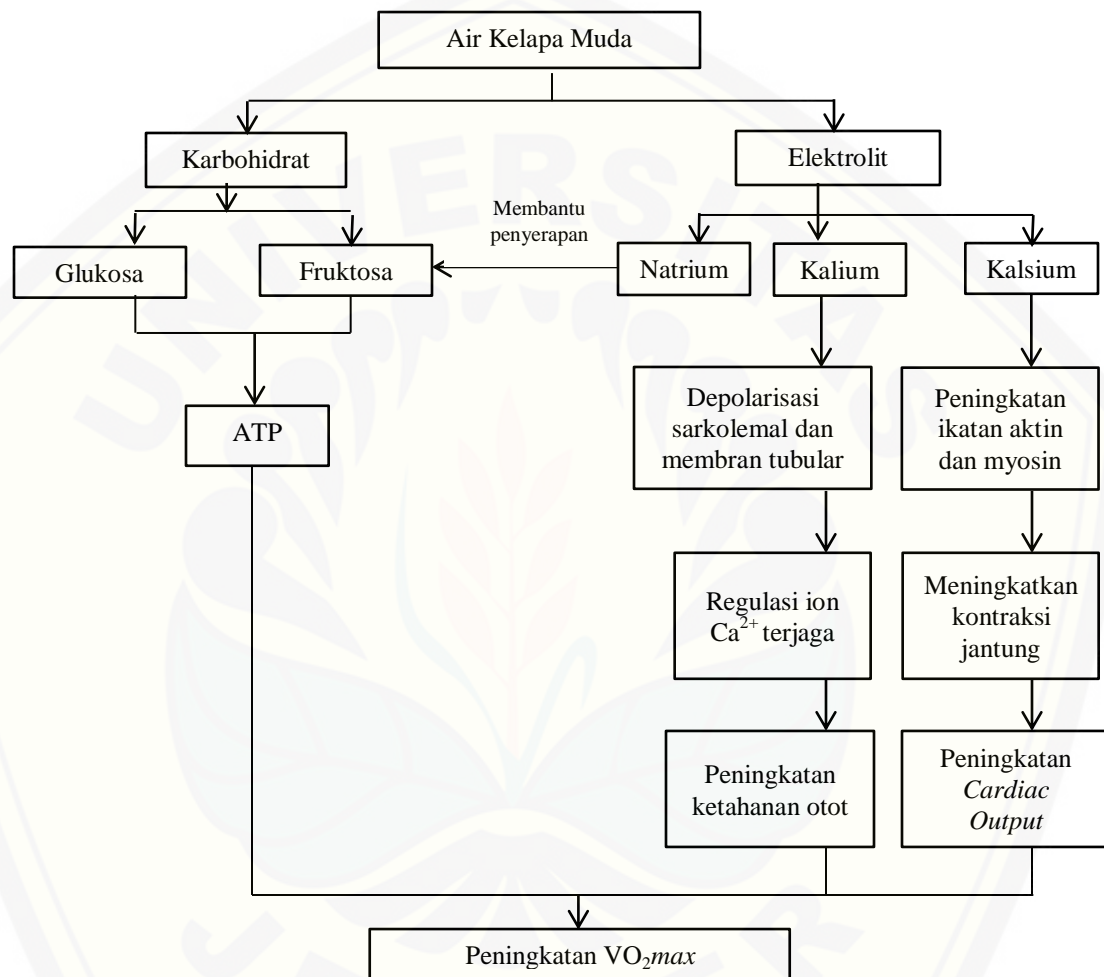 Air Kelapa Muda
Karbohidrat
Elektrolit
Membantu
penyerapan
Glukosa
Fruktosa
Natrium
Kalium
Kalsium
ATP
Depolarisasi
sarkolemal dan
membran tubular
Peningkatan
ikatan aktin
dan myosin
Regulasi ion
Ca²⁺ terjaga
Meningkatkan
kontraksi
jantung
Peningkatan
ketahanan otot
Peningkatan
Cardiac
Output
Peningkatan VO₂max
UNIVERSITAS
JEMBER